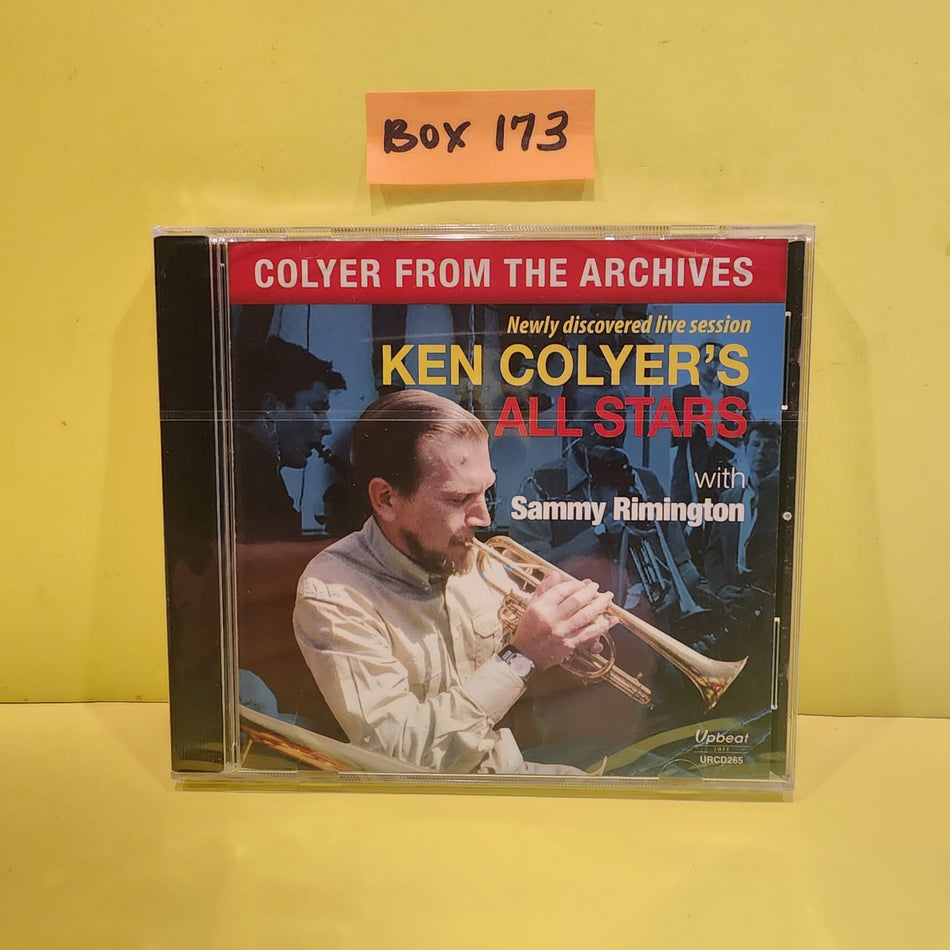 Box 173
COLYER FROM THE ARCHIVES
Newly discovered live session
KEN COLYER'S
ALL STARS
with
Sammy Rimington
Upbeat
URCD265